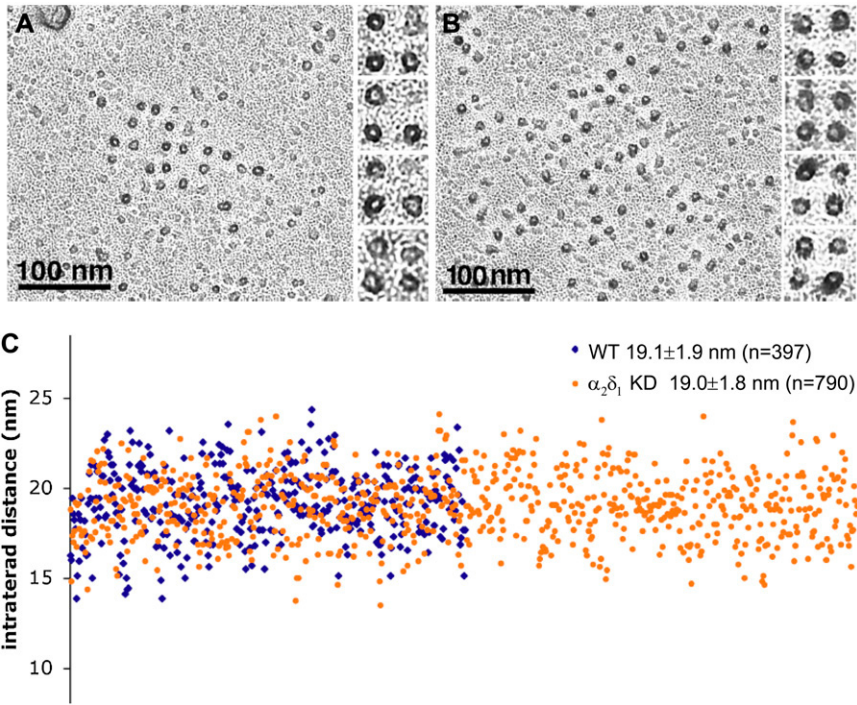 A
B
100 nm
100 nm
C
WT 19.1±1.9 nm (n=397)
α₂δ₁ KD 19.0±1.8 nm (n=790)
intraterad distance (nm)
25
20
15
10